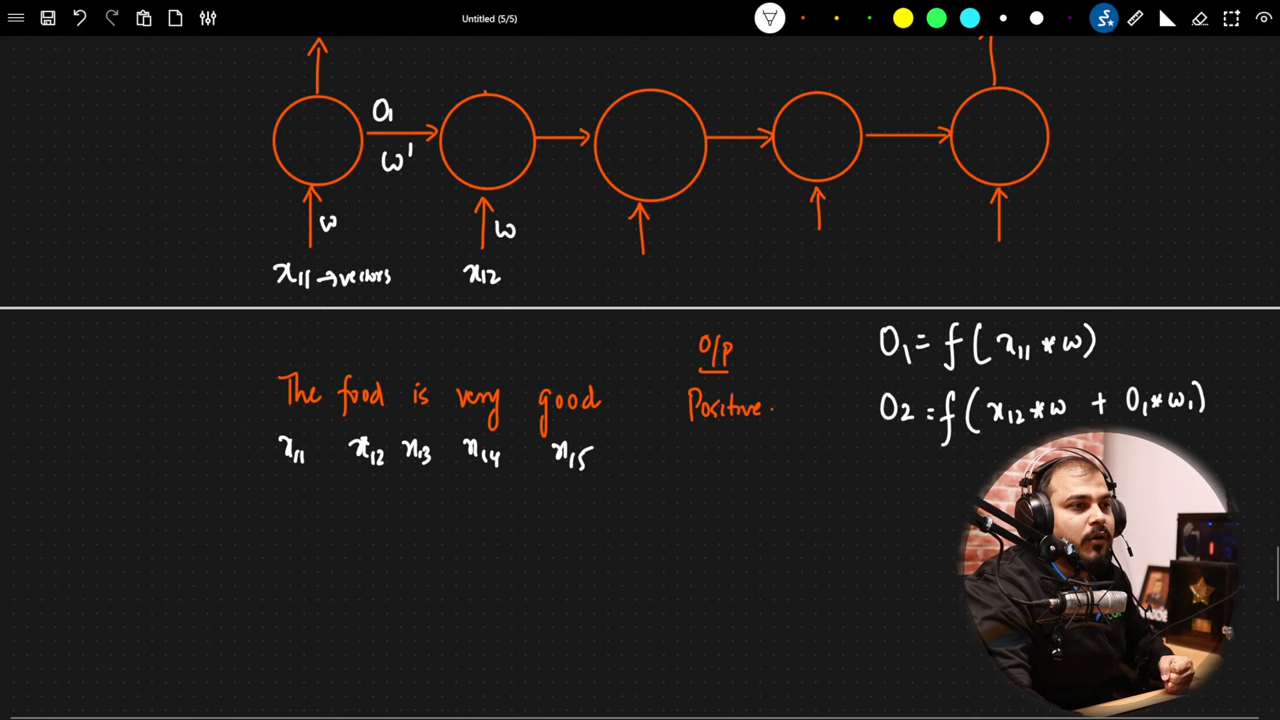 Untitled (5/5)
O1
w'
w
w
x11 → vectors
x12
O/P
The food is very good
Positive.
x11 x12 x13 x14 x15
O1 = f(x11 * w)
O2 = f(x12 * w + O1 * w1)